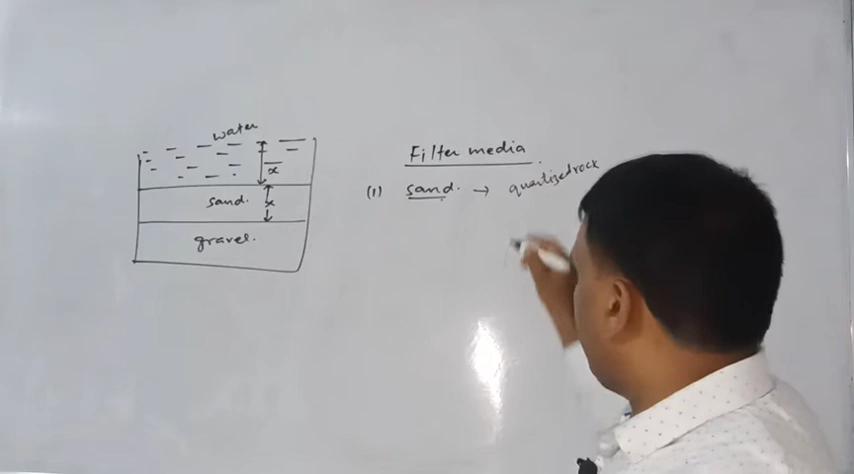 water
x
sand.
x
gravel.
Filter media
(1) sand. → quartized rock